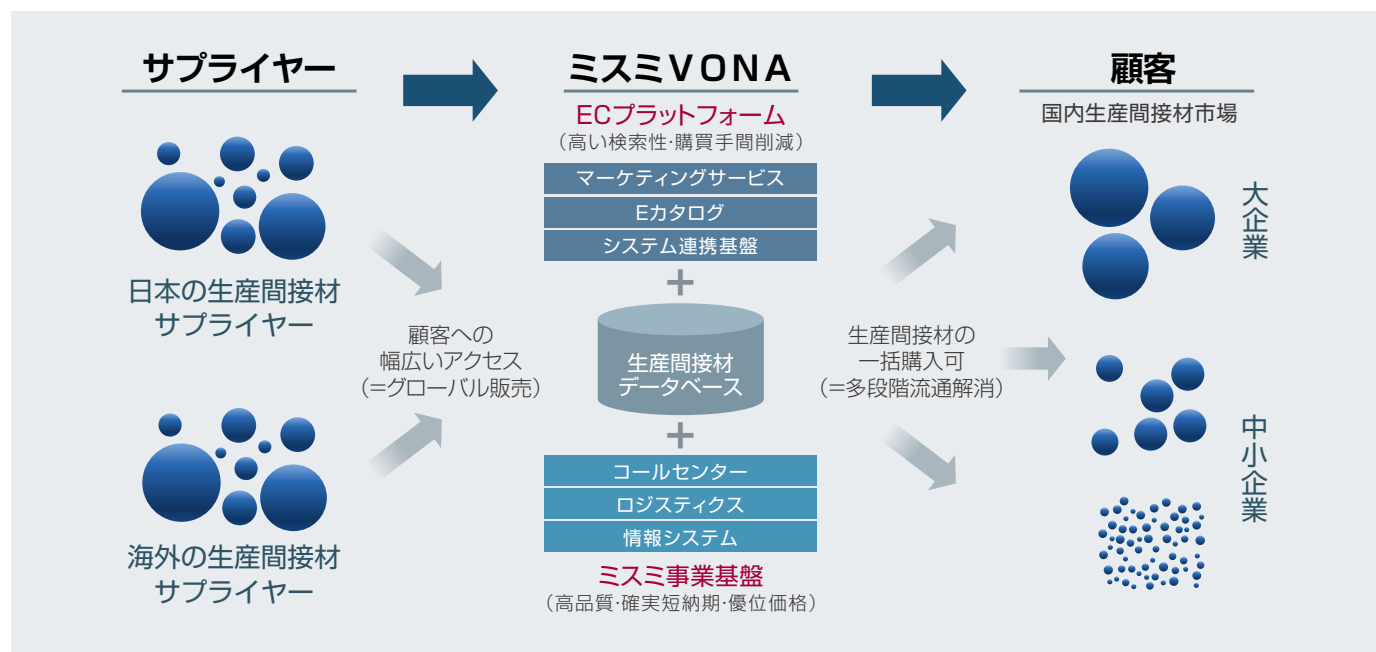 サプライヤー
ミスミVONA
顧客
ECプラットフォーム
(高い検索性・購買手間削減)
国内生産間接材市場
マーケティングサービス
Eカタログ
システム連携基盤
+
生産間接材
データベース
+
コールセンター
ロジスティクス
情報システム
ミスミ事業基盤
(高品質・確実短納期・優位価格)
日本の生産間接材
サプライヤー
海外の生産間接材
サプライヤー
顧客への
幅広いアクセス
(=グローバル販売)
生産間接材の
一括購入可
(=多段階流通解消)
大企業
中小企業